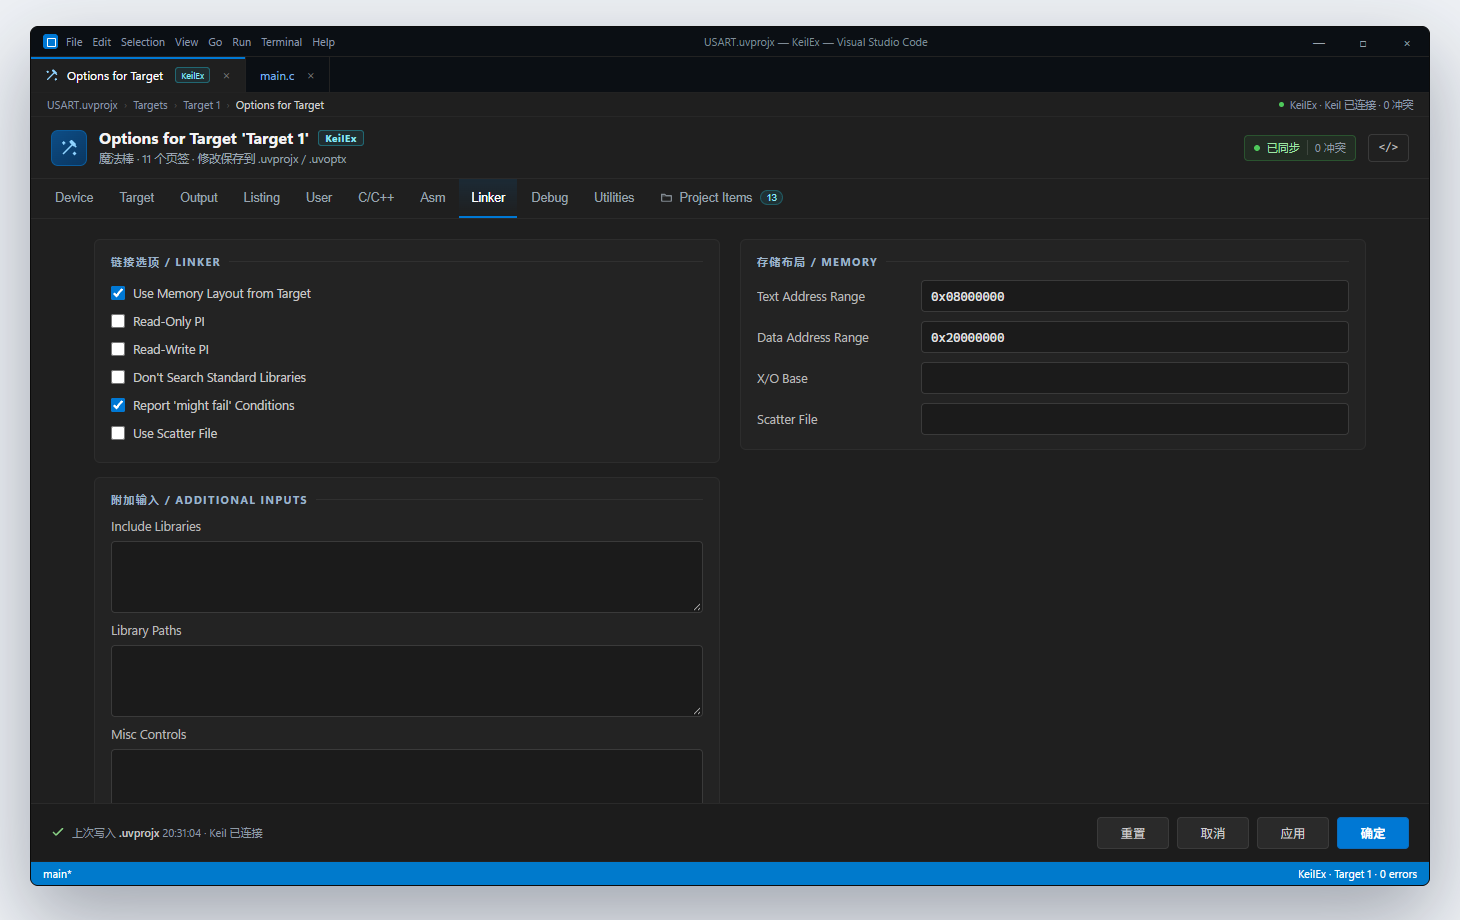 File Edit Selection View Go Run Terminal Help
USART.uvprojx — KeilEx — Visual Studio Code
Options for Target KeilEx × main.c ×
USART.uvprojx › Targets › Target 1 › Options for Target
KeilEx · Keil 已连接 · 0 冲突
Options for Target 'Target 1' KeilEx
魔法棒 · 11 个页签 · 修改保存到 .uvprojx / .uvoptx
已同步 0 冲突 </>
Device Target Output Listing User C/C++ Asm Linker Debug Utilities Project Items 13
链接选项 / LINKER
Use Memory Layout from Target
Read-Only PI
Read-Write PI
Don't Search Standard Libraries
Report 'might fail' Conditions
Use Scatter File
存储布局 / MEMORY
Text Address Range 0x08000000
Data Address Range 0x20000000
X/O Base
Scatter File
附加输入 / ADDITIONAL INPUTS
Include Libraries
Library Paths
Misc Controls
上次写入 .uvprojx 20:31:04 · Keil 已连接
重置 取消 应用 确定
main*
KeilEx · Target 1 · 0 errors